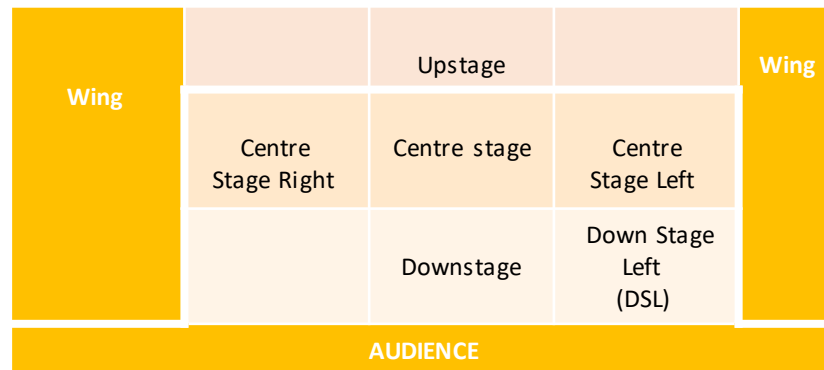 Upstage
Wing
Wing
Centre
Stage Right
Centre stage
Centre
Stage Left
Downstage
Down Stage
Left
(DSL)
AUDIENCE